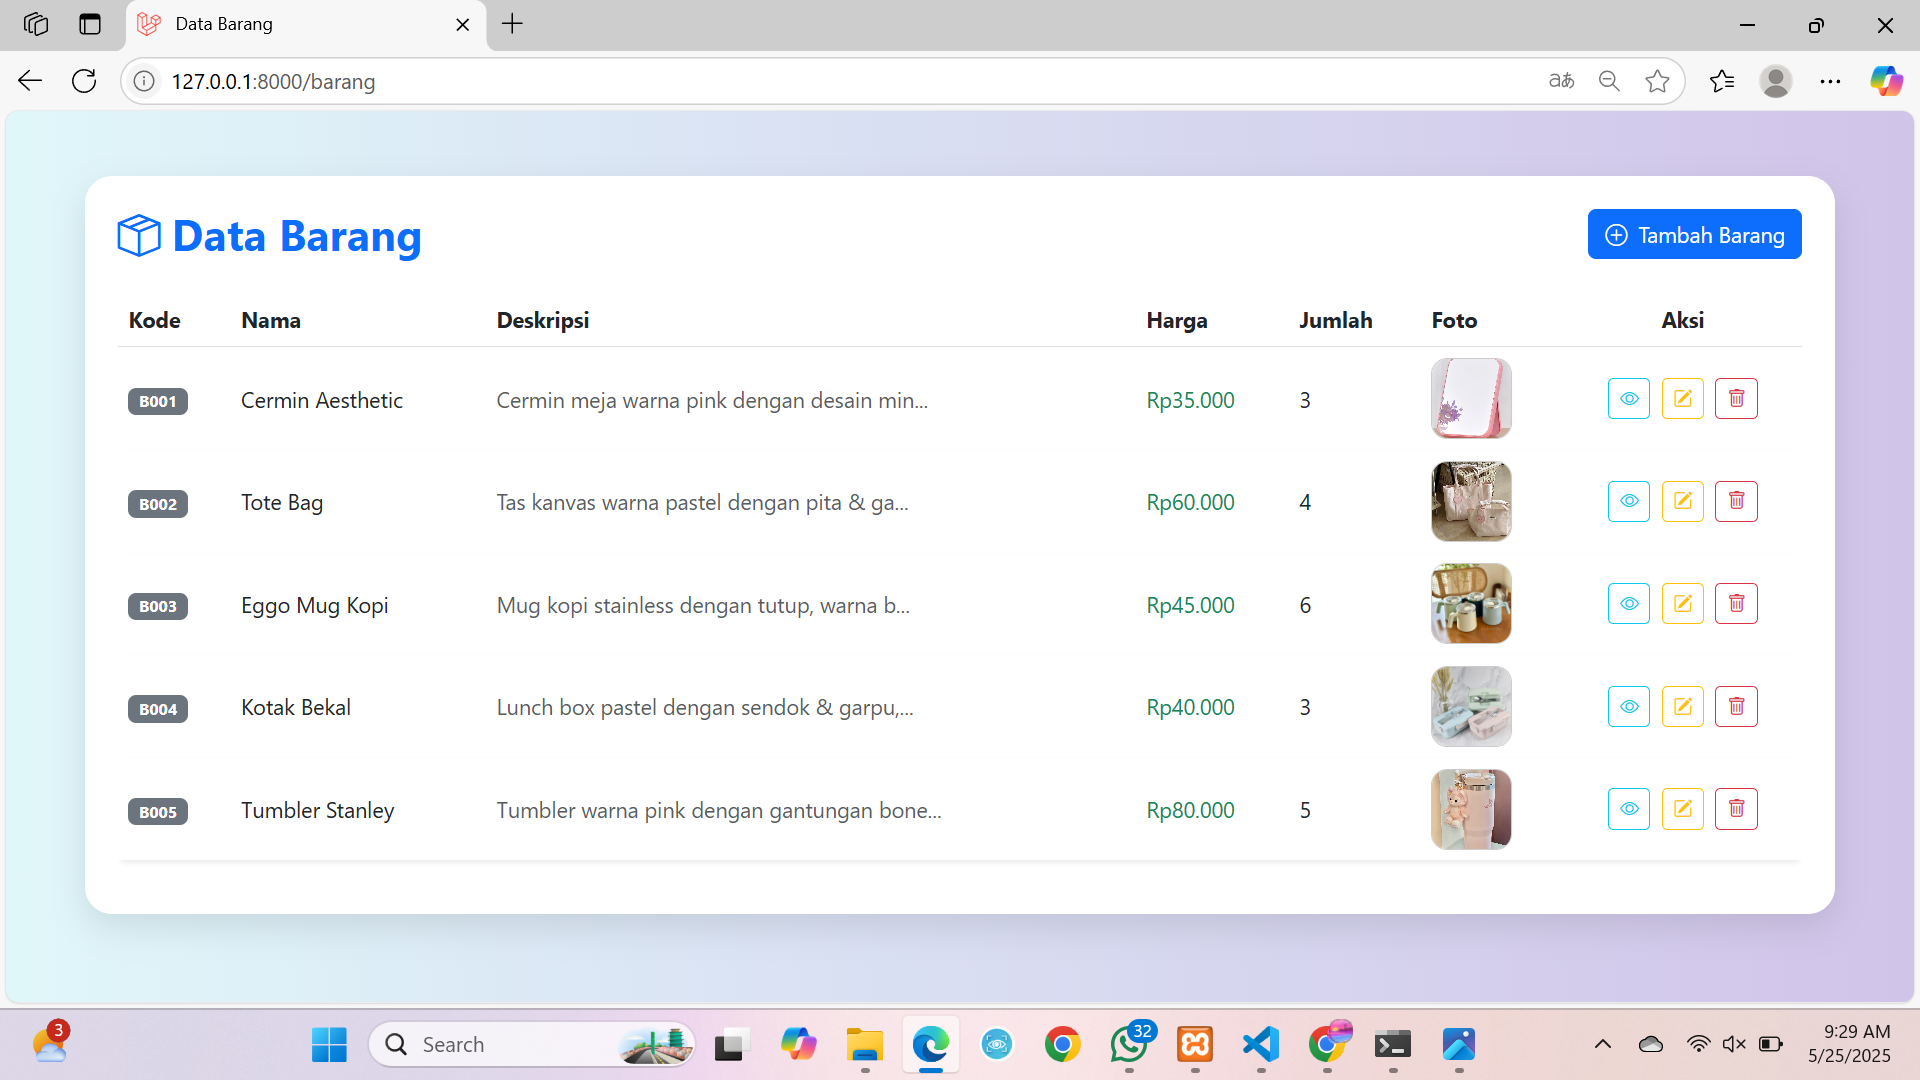 Data Barang
127.0.0.1:8000/barang
aあ
Data Barang
Tambah Barang
Kode Nama Deskripsi Harga Jumlah Foto Aksi
B001 Cermin Aesthetic Cermin meja warna pink dengan desain min... Rp35.000 3
B002 Tote Bag Tas kanvas warna pastel dengan pita & ga... Rp60.000 4
B003 Eggo Mug Kopi Mug kopi stainless dengan tutup, warna b... Rp45.000 6
B004 Kotak Bekal Lunch box pastel dengan sendok & garpu,... Rp40.000 3
B005 Tumbler Stanley Tumbler warna pink dengan gantungan bone... Rp80.000 5
3
Search
32
9:29 AM
5/25/2025